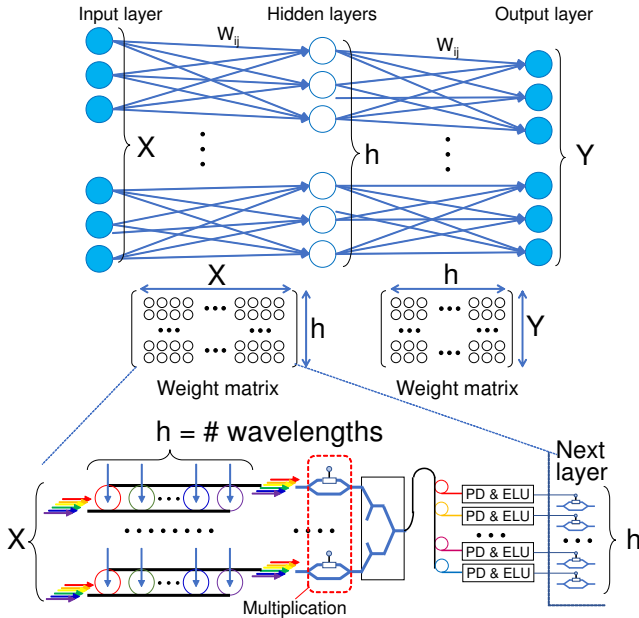 Input layer
Hidden layers
Output layer
W_ij
W_ij
X
h
Y
X
h
h
Y
Weight matrix
Weight matrix
h = # wavelengths
Next
layer
X
PD & ELU
PD & ELU
PD & ELU
PD & ELU
h
Multiplication